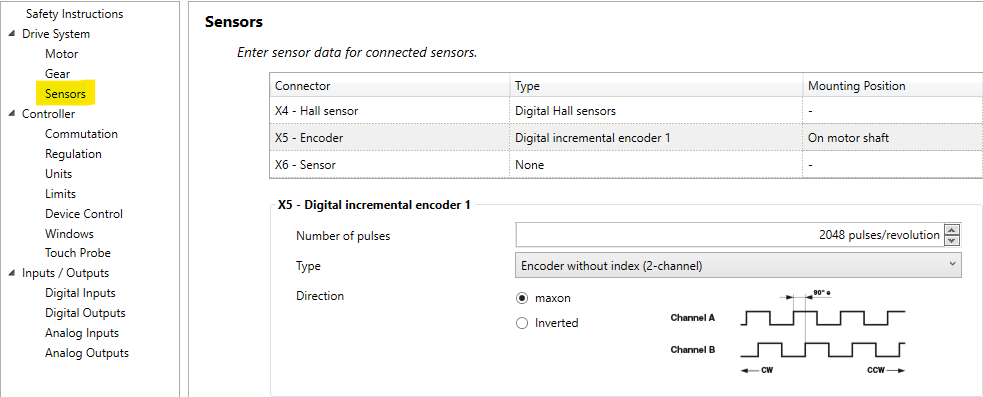 Safety Instructions
Drive System
Motor
Gear
Sensors
Controller
Commutation
Regulation
Units
Limits
Device Control
Windows
Touch Probe
Inputs / Outputs
Digital Inputs
Digital Outputs
Analog Inputs
Analog Outputs
Sensors
Enter sensor data for connected sensors.
Connector Type Mounting Position
X4 - Hall sensor Digital Hall sensors -
X5 - Encoder Digital incremental encoder 1 On motor shaft
X6 - Sensor None -
X5 - Digital incremental encoder 1
Number of pulses 2048 pulses/revolution
Type Encoder without index (2-channel)
Direction maxon
Inverted
90° e
Channel A
Channel B
CW CCW